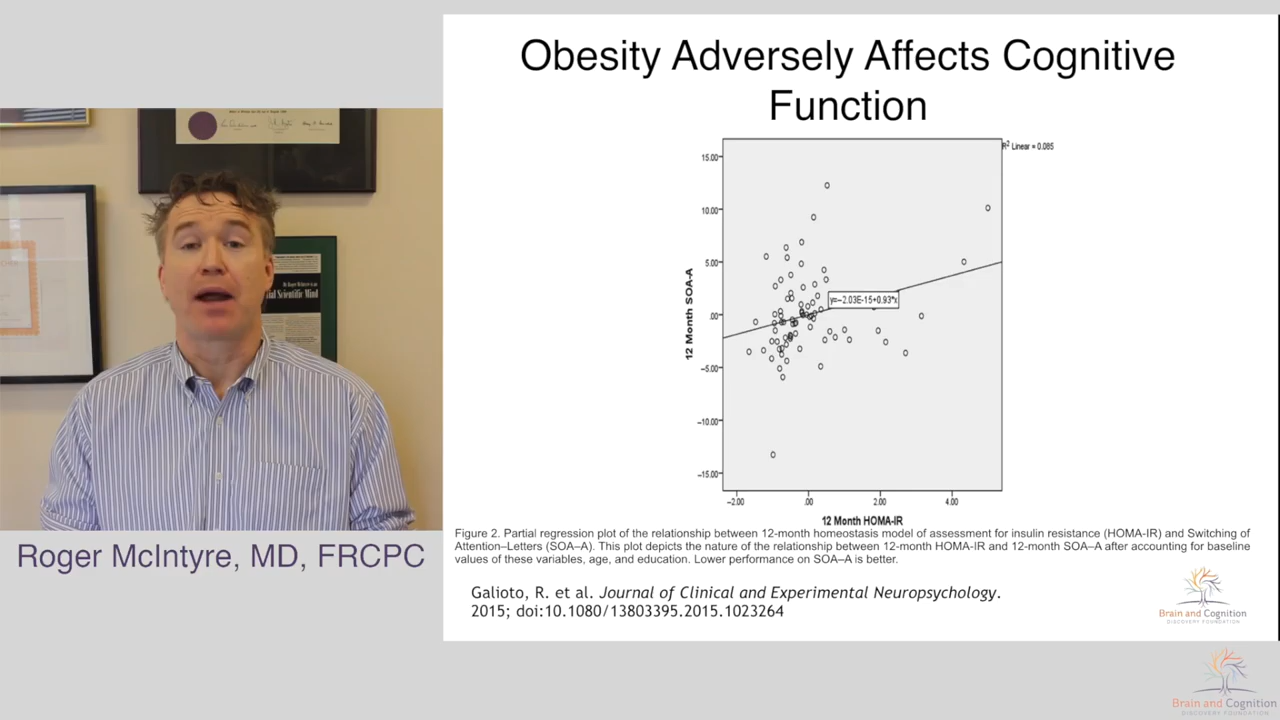 Obesity Adversely Affects Cognitive
Function
R² Linear = 0.085
15.00
10.00
5.00
.00
−5.00
−10.00
−15.00
12 Month SOA-A
y=−2.03E-15+0.93*x
−2.00
.00
2.00
4.00
12 Month HOMA-IR
Figure 2. Partial regression plot of the relationship between 12-month homeostasis model of assessment for insulin resistance (HOMA-IR) and Switching of
Attention–Letters (SOA–A). This plot depicts the nature of the relationship between 12-month HOMA-IR and 12-month SOA–A after accounting for baseline
values of these variables, age, and education. Lower performance on SOA–A is better.
Galioto, R. et al. Journal of Clinical and Experimental Neuropsychology.
2015; doi:10.1080/13803395.2015.1023264
Brain and Cognition
DISCOVERY FOUNDATION
Scientific Mind
Roger McIntyre, MD, FRCPC
Brain and Cognition
DISCOVERY FOUNDATION